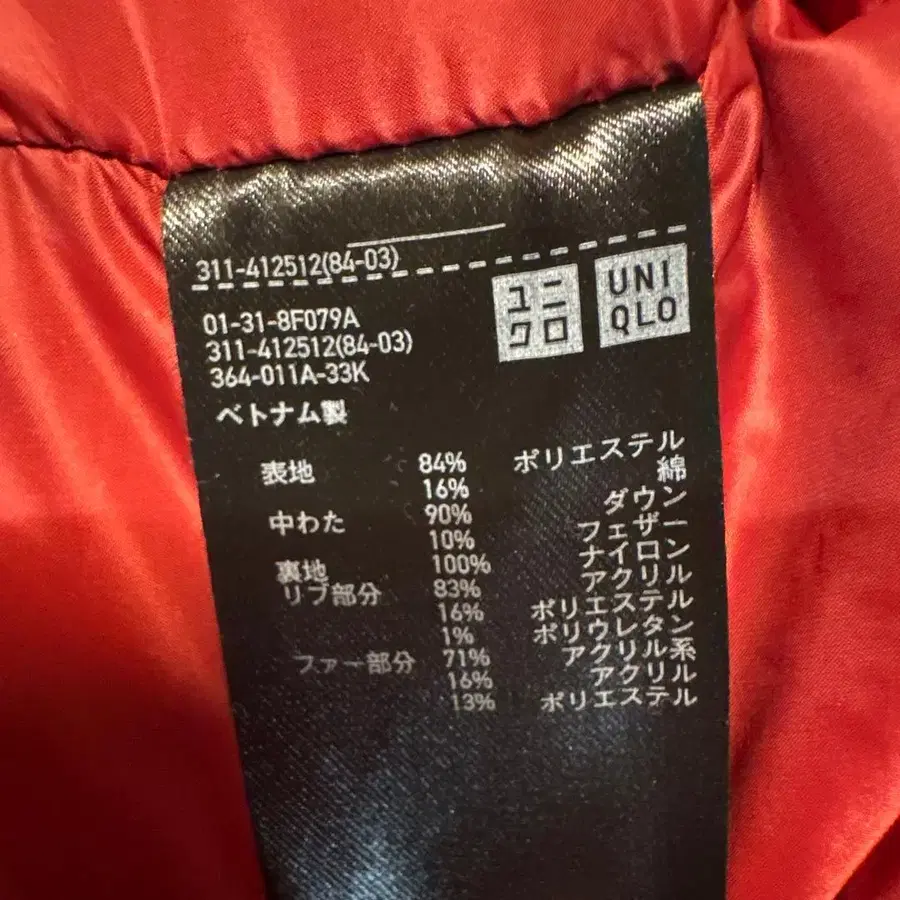 311-412512(84-03)
ユニ
クロ
UNI
QLO
01-31-8F079A
311-412512(84-03)
364-011A-33K
ベトナム製
表地 84% ポリエステル
16% 綿
中わた 90% ダウン
10% フェザー
裏地 100% ナイロン
リブ部分 83% アクリル
16% ポリエステル
1% ポリウレタン
ファー部分 71% アクリル系
16% アクリル
13% ポリエステル